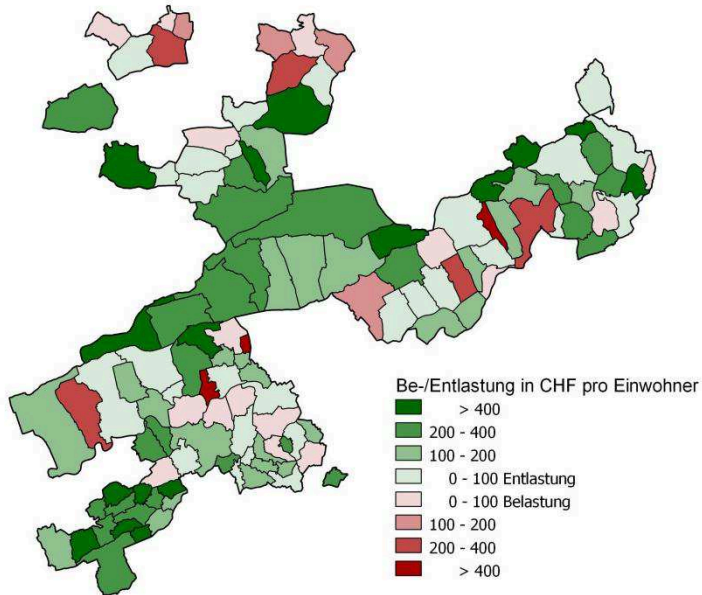 Be-/Entlastung in CHF pro Einwohner
> 400
200 - 400
100 - 200
0 - 100 Entlastung
0 - 100 Belastung
100 - 200
200 - 400
> 400